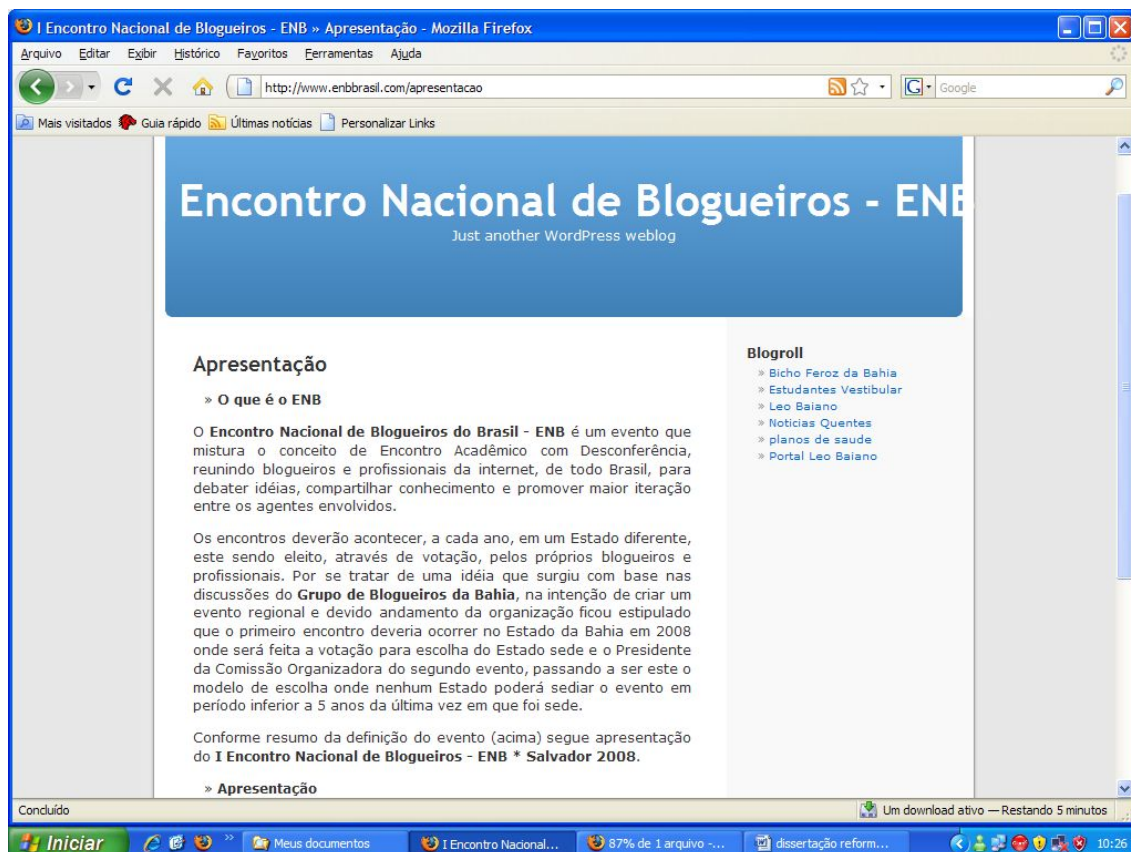 I Encontro Nacional de Blogueiros - ENB » Apresentação - Mozilla Firefox
Arquivo Editar Exibir Histórico Favoritos Ferramentas Ajuda
http://www.enbbrasil.com/apresentacao
G Google
Mais visitados Guia rápido Últimas notícias Personalizar Links
Encontro Nacional de Blogueiros - ENB
Just another WordPress weblog
Apresentação
» O que é o ENB
O Encontro Nacional de Blogueiros do Brasil - ENB é um evento que
mistura o conceito de Encontro Acadêmico com Desconferência,
reunindo blogueiros e profissionais da internet, de todo Brasil, para
debater idéias, compartilhar conhecimento e promover maior iteração
entre os agentes envolvidos.
Os encontros deverão acontecer, a cada ano, em um Estado diferente,
este sendo eleito, através de votação, pelos próprios blogueiros e
profissionais. Por se tratar de uma idéia que surgiu com base nas
discussões do Grupo de Blogueiros da Bahia, na intenção de criar um
evento regional e devido andamento da organização ficou estipulado
que o primeiro encontro deveria ocorrer no Estado da Bahia em 2008
onde será feita a votação para escolha do Estado sede e o Presidente
da Comissão Organizadora do segundo evento, passando a ser este o
modelo de escolha onde nenhum Estado poderá sediar o evento em
período inferior a 5 anos da última vez em que foi sede.
Conforme resumo da definição do evento (acima) segue apresentação
do I Encontro Nacional de Blogueiros - ENB * Salvador 2008.
» Apresentação
Blogroll
» Bicho Feroz da Bahia
» Estudantes Vestibular
» Leo Baiano
» Noticias Quentes
» planos de saude
» Portal Leo Baiano
Concluído
Um download ativo — Restando 5 minutos
Iniciar
Meus documentos
I Encontro Nacional...
87% de 1 arquivo -...
dissertação reform...
10:26